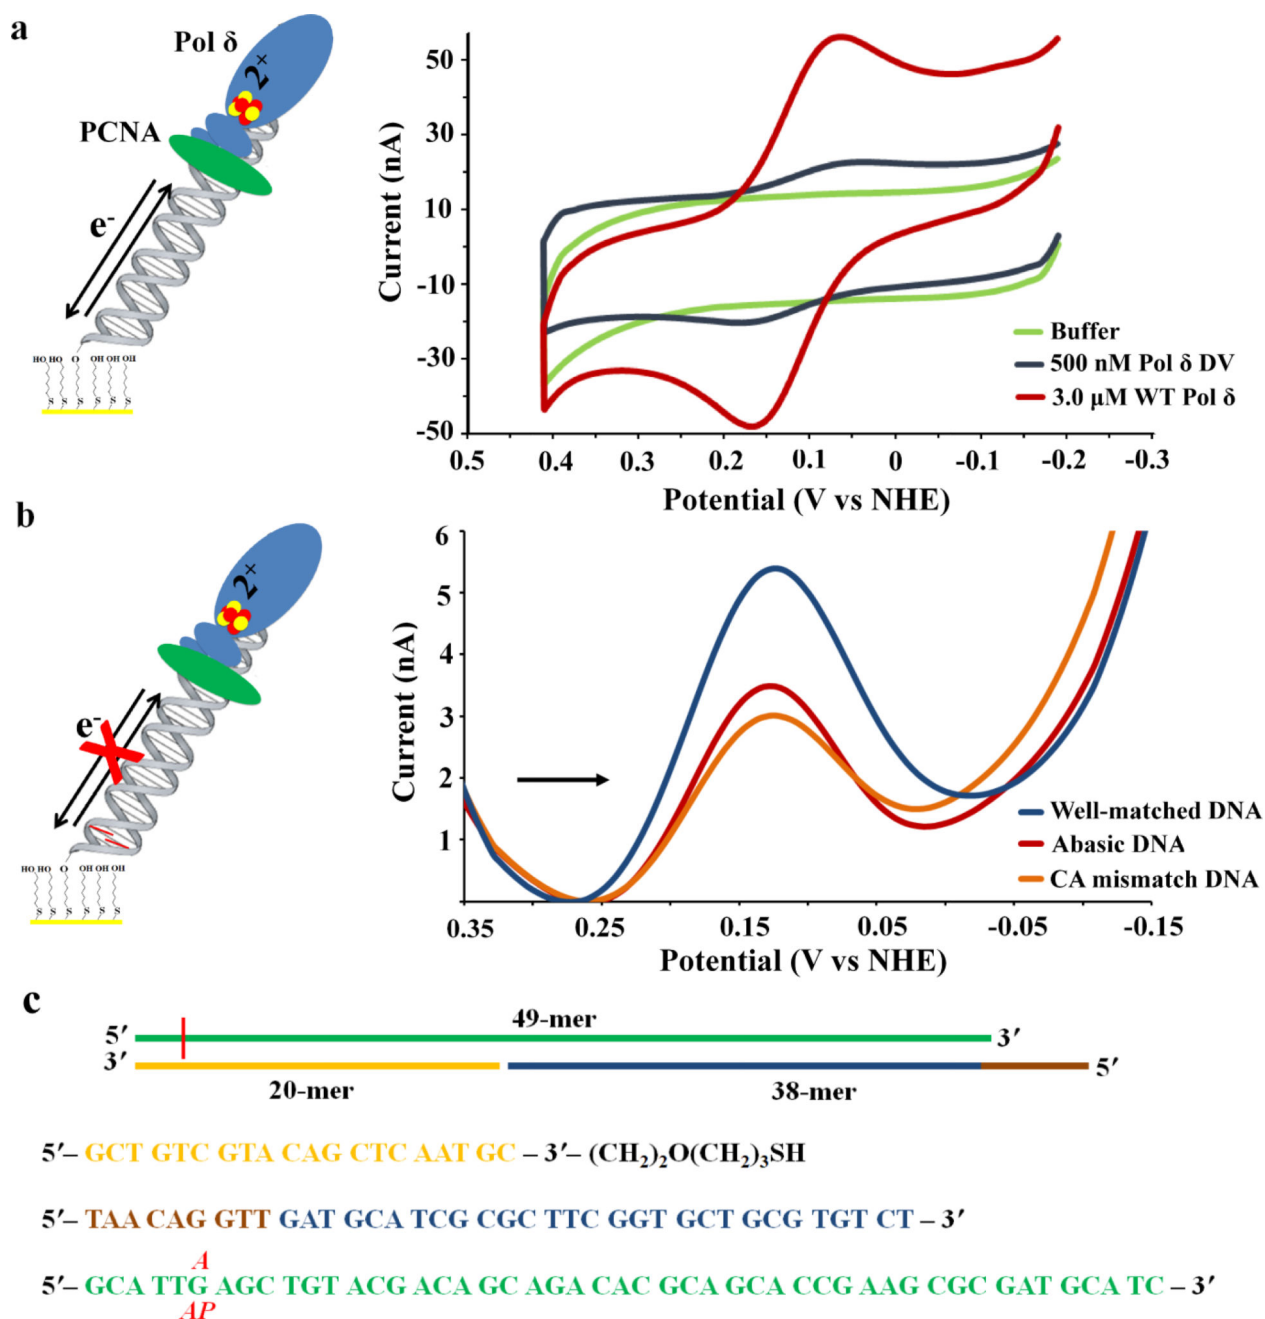 a
Pol δ
2+
PCNA
e-
HO HO O OH OH OH
S S S S S S
Current (nA)
50
30
10
-10
-30
-50
0.5 0.4 0.3 0.2 0.1 0 -0.1 -0.2 -0.3
Potential (V vs NHE)
Buffer
500 nM Pol δ DV
3.0 μM WT Pol δ
b
2+
e-
HO HO O OH OH OH
S S S S S S
Current (nA)
6
5
4
3
2
1
0.35 0.25 0.15 0.05 -0.05 -0.15
Potential (V vs NHE)
Well-matched DNA
Abasic DNA
CA mismatch DNA
c
49-mer
5′ 3′
3′ 5′
20-mer 38-mer
5′– GCT GTC GTA CAG CTC AAT GC – 3′– (CH2)2O(CH2)3SH
5′– TAA CAG GTT GAT GCA TCG CGC TTC GGT GCT GCG TGT CT – 3′
A
5′– GCA TTG AGC TGT ACG ACA GC AGA CAC GCA GCA CCG AAG CGC GAT GCA TC – 3′
AP